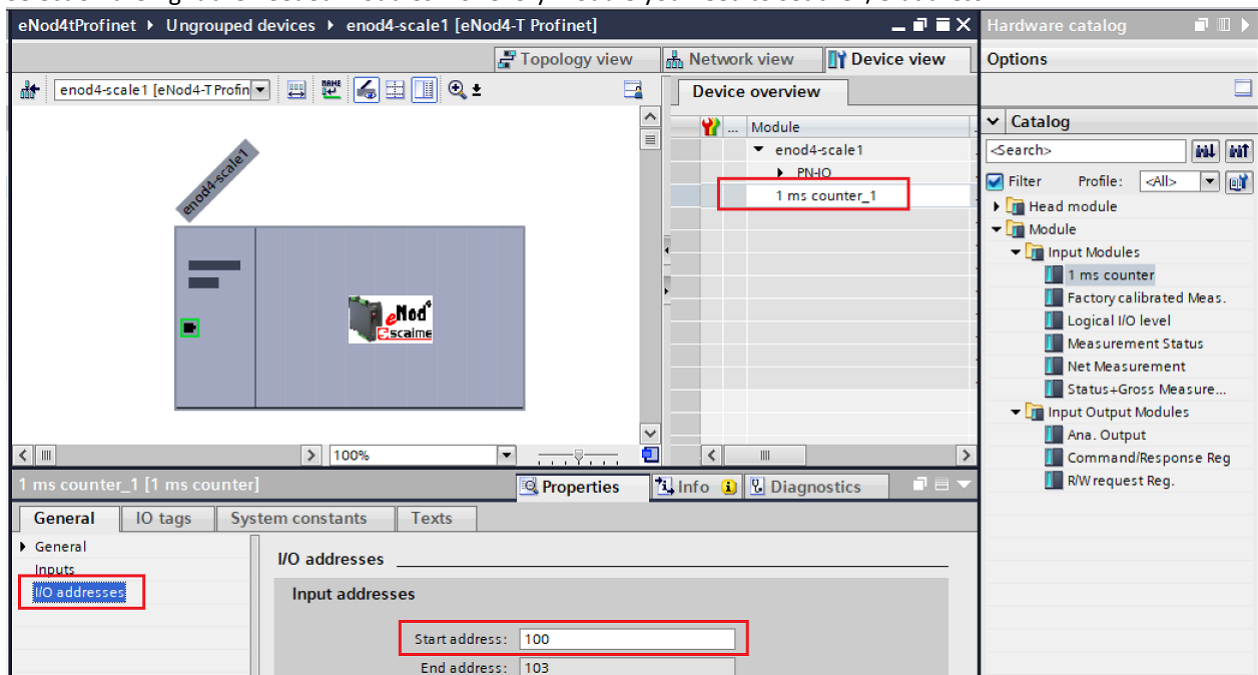 eNod4tProfinet ▸ Ungrouped devices ▸ enod4-scale1 [eNod4-T Profinet]
Topology view
Network view
Device view
enod4-scale1 [eNod4-T Profin
Device overview
... Module
enod4-scale1
PN-IO
1 ms counter_1
enod4-scale1
eNod4
scaime
100%
1 ms counter_1 [1 ms counter]
Properties
Info
Diagnostics
General
IO tags
System constants
Texts
General
Inputs
I/O addresses
I/O addresses
Input addresses
Start address: 100
End address: 103
Hardware catalog
Options
Catalog
<Search>
Filter Profile: <All>
Head module
Module
Input Modules
1 ms counter
Factory calibrated Meas.
Logical I/O level
Measurement Status
Net Measurement
Status+Gross Measure...
Input Output Modules
Ana. Output
Command/Response Reg
R/W request Reg.